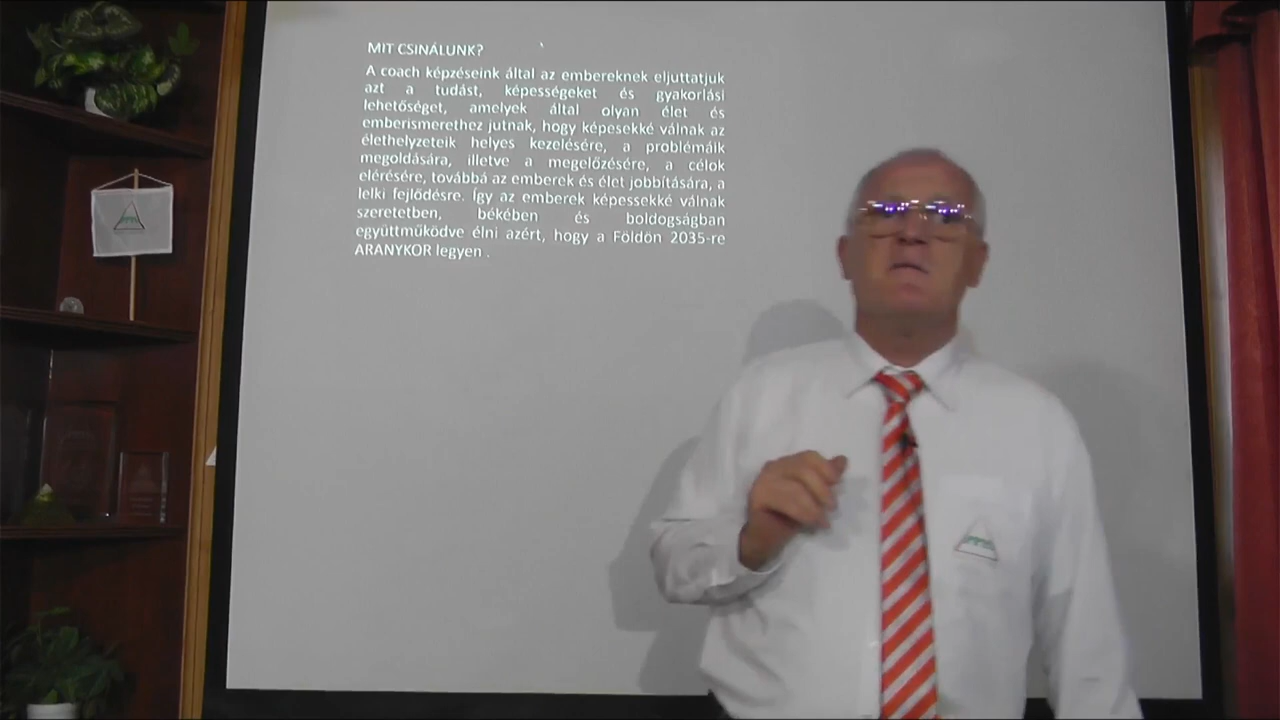 MIT CSINÁLUNK?
A coach képzéseink által az embereknek eljuttatjuk
azt a tudást, képességeket és gyakorlási
lehetőséget, amelyek által olyan élet és
emberismerethez jutnak, hogy képesekké válnak az
élethelyzeteik helyes kezelésére, a problémáik
megoldására, illetve a megelőzésére, a célok
elérésére, továbbá az emberek és élet jobbítására, a
lelki fejlődésre. Így az emberek képessekké válnak
szeretetben, békében és boldogságban
együttműködve élni azért, hogy a Földön 2035-re
ARANYKOR legyen .